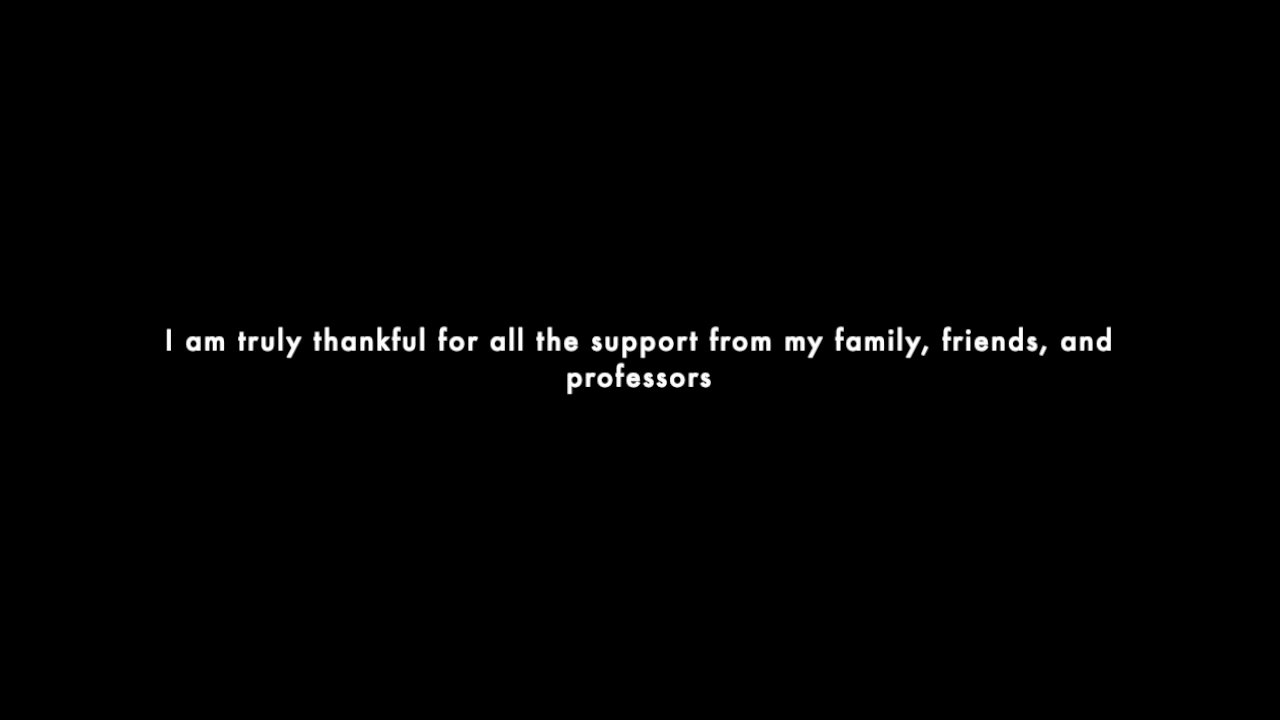 I am truly thankful for all the support from my family, friends, and
professors